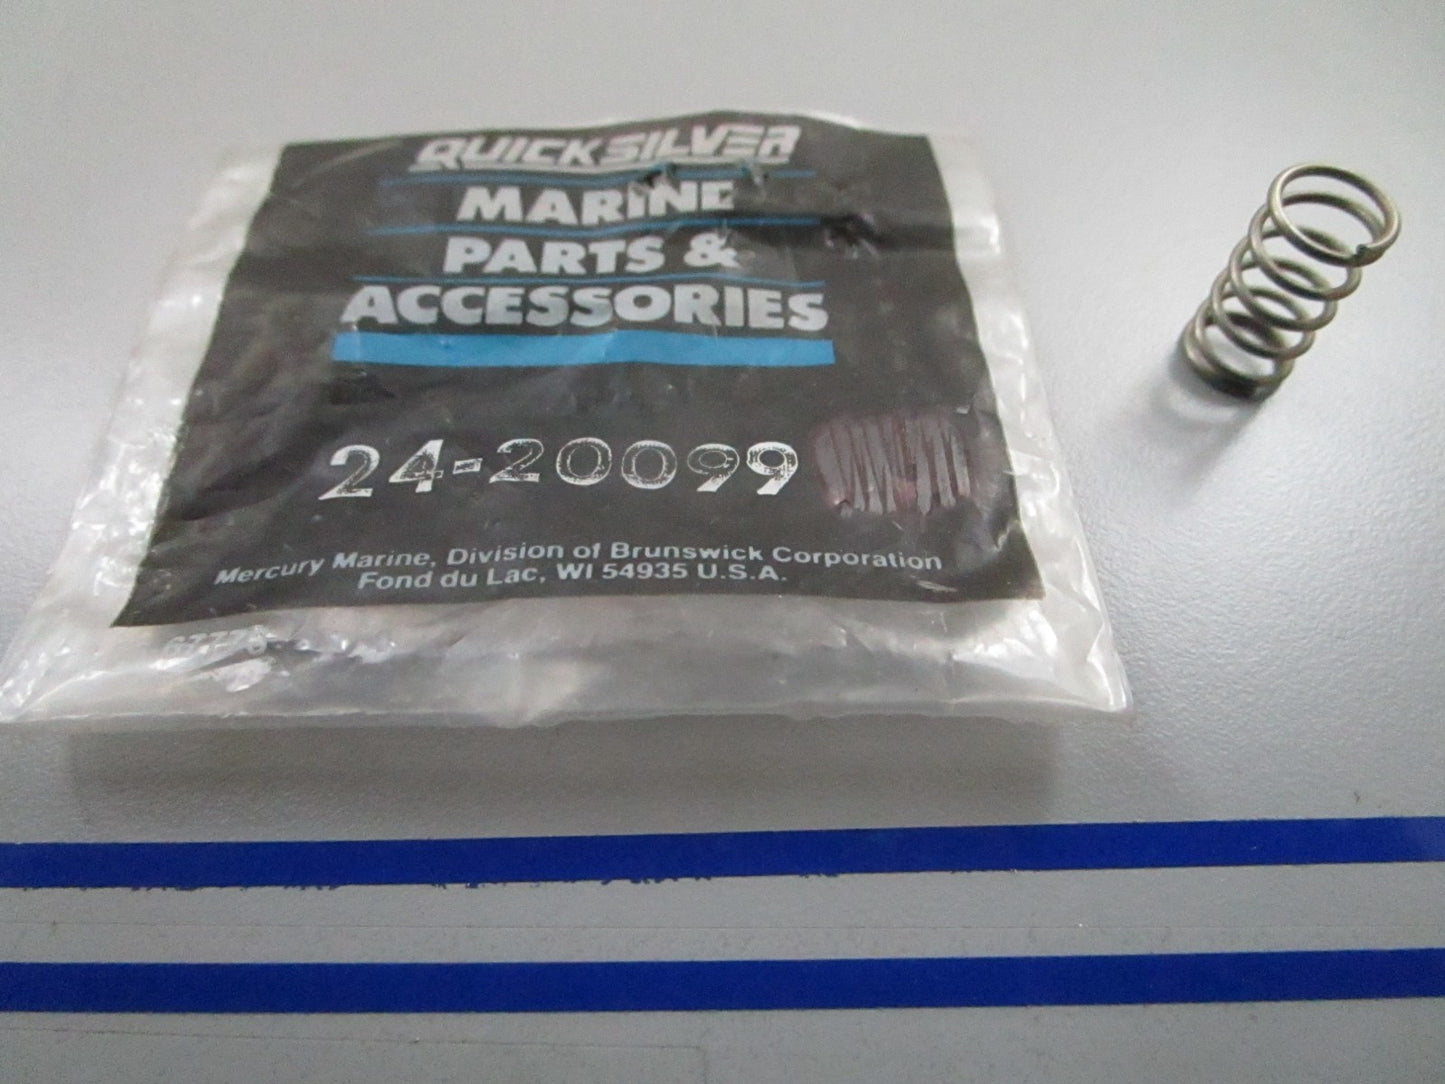 QUICKSILVER
MARINE
PARTS &
ACCESSORIES
24-20099
Mercury Marine, Division of Brunswick Corporation
Fond du Lac, WI 54935 U.S.A.